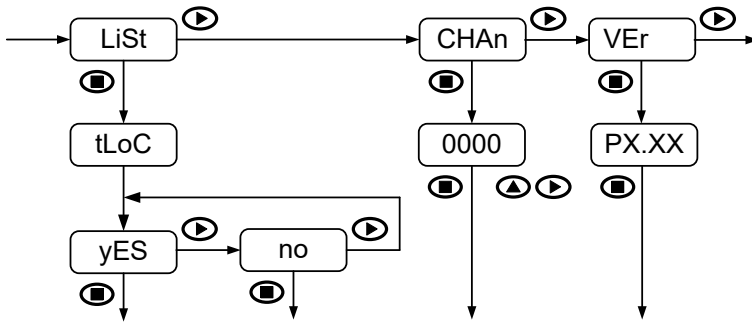 LiSt
CHAn
VEr
tLoC
0000
PX.XX
yES
no